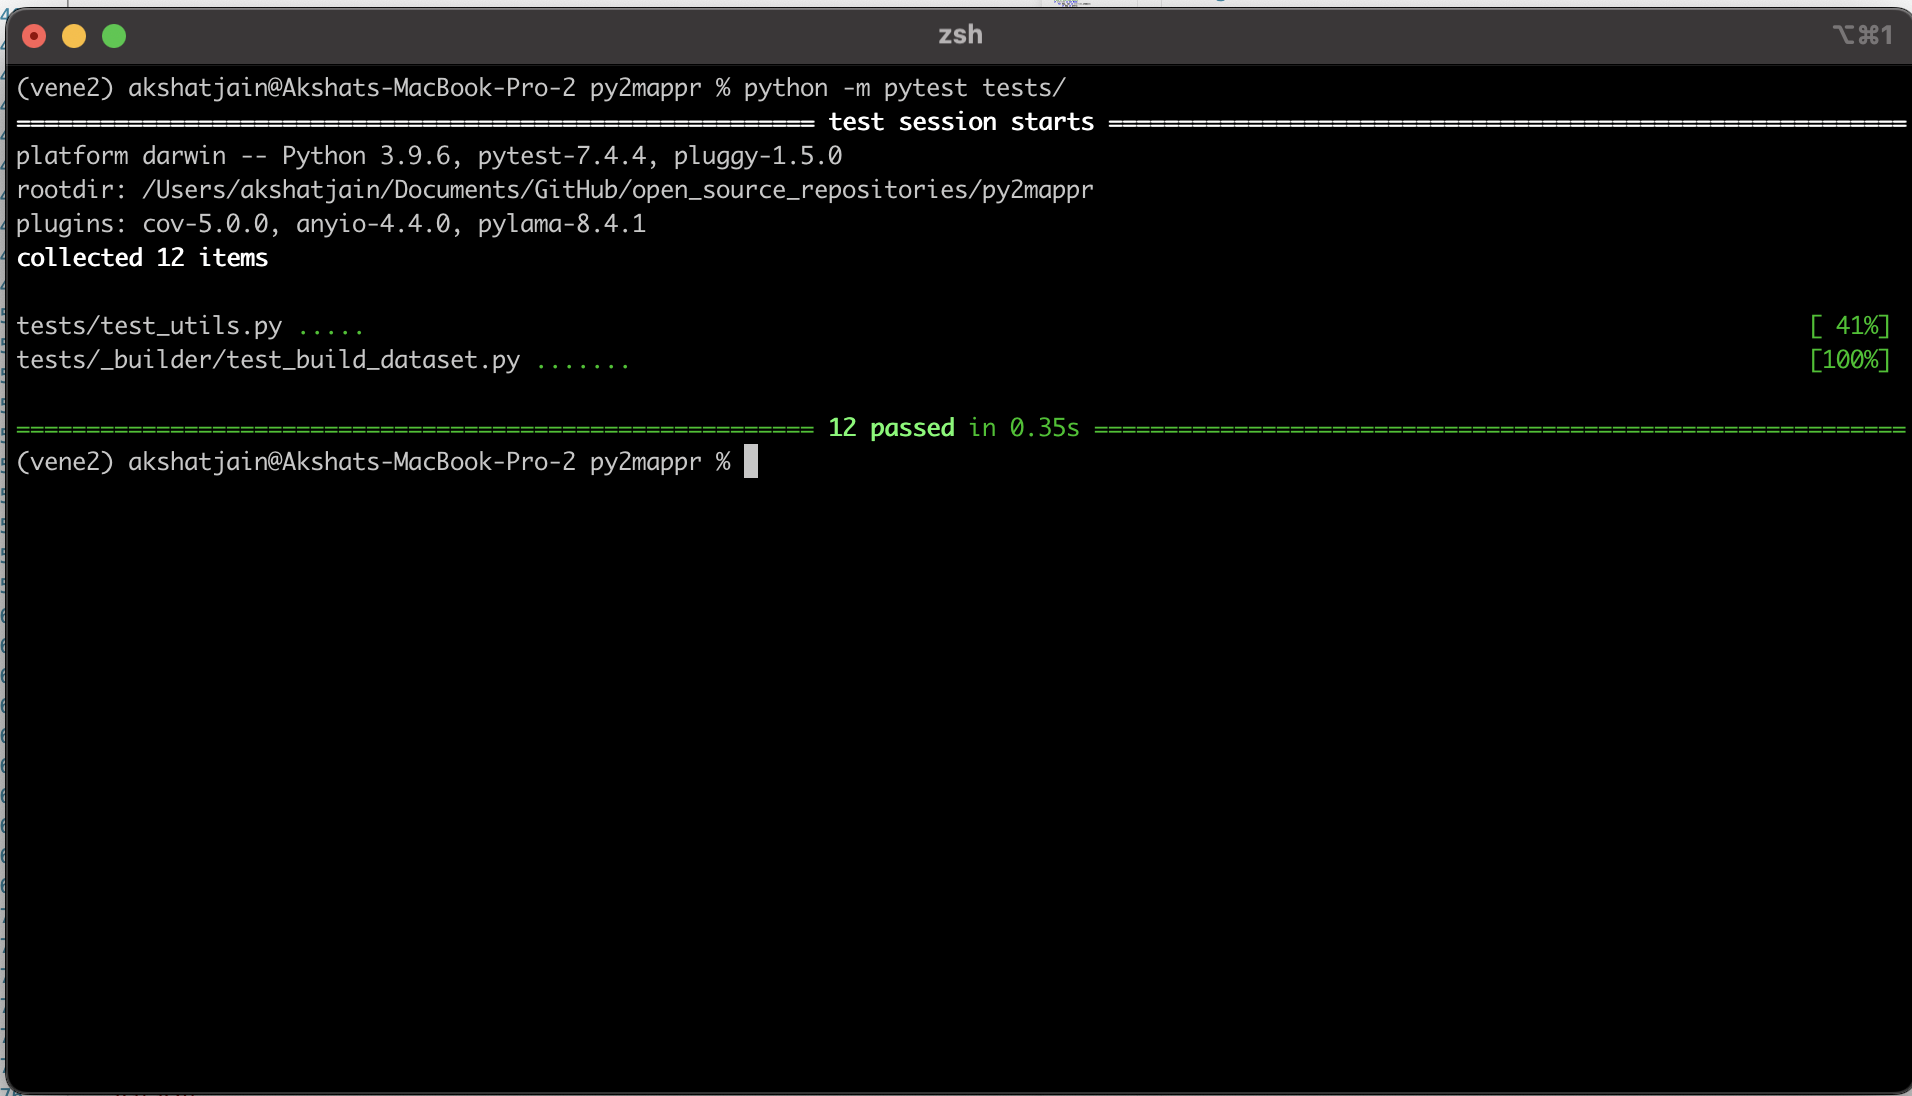 zsh
⌥⌘1
(vene2) akshatjain@Akshats-MacBook-Pro-2 py2mappr % python -m pytest tests/
========================================================= test session starts =========================================================
platform darwin -- Python 3.9.6, pytest-7.4.4, pluggy-1.5.0
rootdir: /Users/akshatjain/Documents/GitHub/open_source_repositories/py2mappr
plugins: cov-5.0.0, anyio-4.4.0, pylama-8.4.1
collected 12 items
tests/test_utils.py ..... [ 41%]
tests/_builder/test_build_dataset.py ....... [100%]
========================================================= 12 passed in 0.35s ==========================================================
(vene2) akshatjain@Akshats-MacBook-Pro-2 py2mappr %